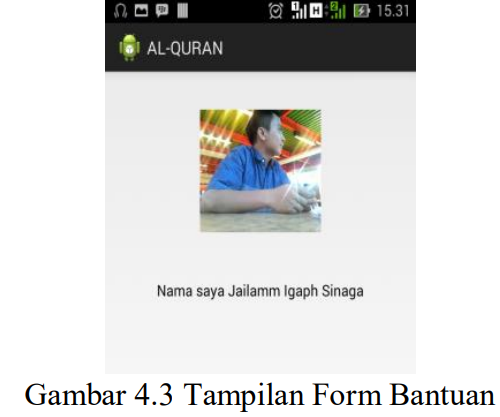 15.31
AL-QURAN
Nama saya Jailamm Igaph Sinaga
Gambar 4.3 Tampilan Form Bantuan